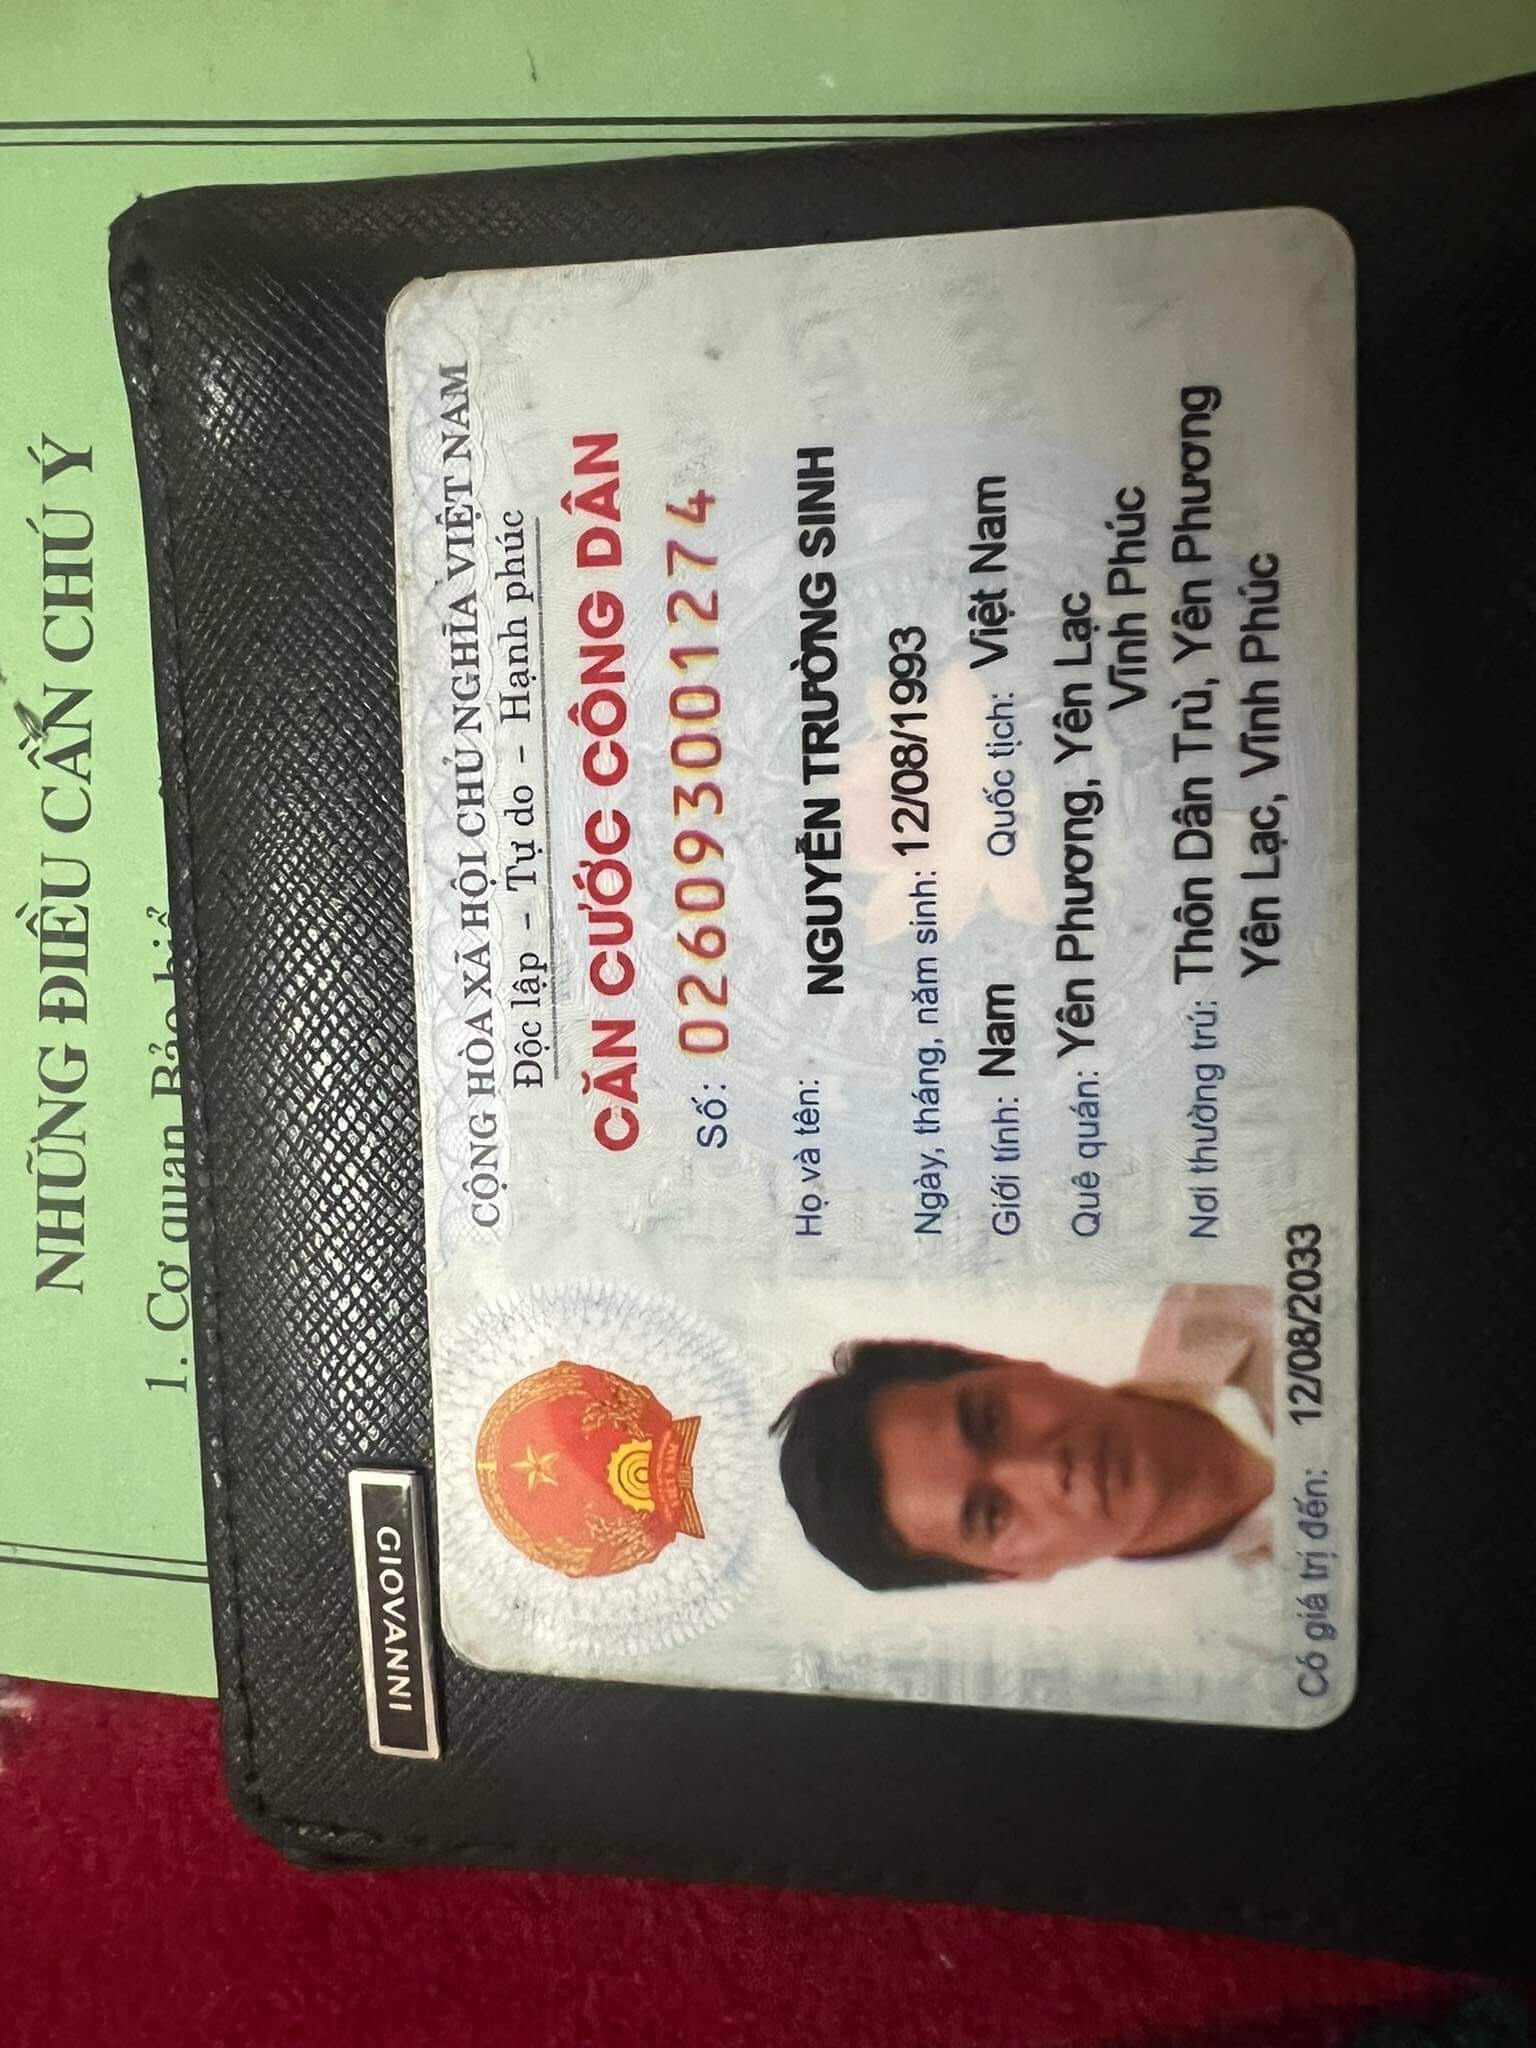 NHỮNG ĐIỀU CẦN CHÚ Ý
1. Cơ quan Bảo
GIOVANNI
CỘNG HÒA XÃ HỘI CHỦ NGHĨA VIỆT NAM
Độc lập - Tự do - Hạnh phúc
CĂN CƯỚC CÔNG DÂN
Số: 026093001274
Họ và tên: NGUYỄN TRƯỜNG SINH
Ngày, tháng, năm sinh: 12/08/1993
Giới tính: Nam Quốc tịch: Việt Nam
Quê quán: Yên Phương, Yên Lạc
Vĩnh Phúc
Nơi thường trú: Thôn Dân Trù, Yên Phương
Yên Lạc, Vĩnh Phúc
Có giá trị đến: 12/08/2033